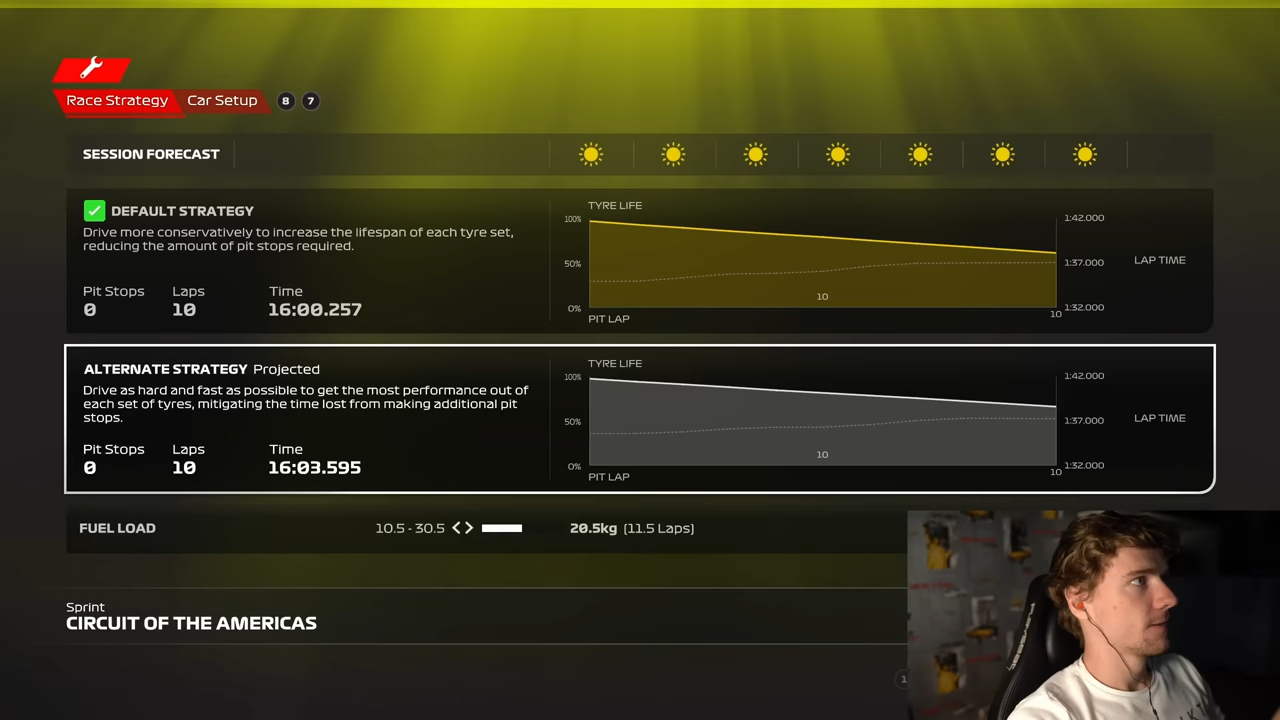 Race Strategy
Car Setup
8
7
SESSION FORECAST
DEFAULT STRATEGY
Drive more conservatively to increase the lifespan of each tyre set,
reducing the amount of pit stops required.
Pit Stops Laps Time
0 10 16:00.257
TYRE LIFE
100%
50%
0%
10
PIT LAP
10
1:42.000
1:37.000
1:32.000
LAP TIME
ALTERNATE STRATEGY Projected
Drive as hard and fast as possible to get the most performance out of
each set of tyres, mitigating the time lost from making additional pit
stops.
Pit Stops Laps Time
0 10 16:03.595
TYRE LIFE
100%
50%
0%
10
PIT LAP
10
1:42.000
1:37.000
1:32.000
LAP TIME
FUEL LOAD 10.5 - 30.5 20.5kg (11.5 Laps)
Sprint
CIRCUIT OF THE AMERICAS